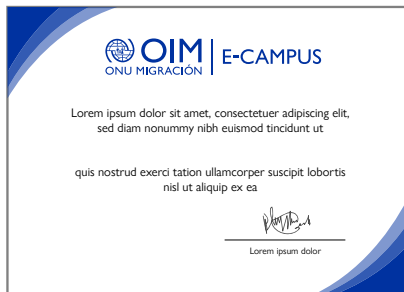 OIM
ONU MIGRACIÓN
E-CAMPUS
Lorem ipsum dolor sit amet, consectetuer adipiscing elit,
sed diam nonummy nibh euismod tincidunt ut
quis nostrud exerci tation ullamcorper suscipit lobortis
nisl ut aliquip ex ea
Lorem ipsum dolor